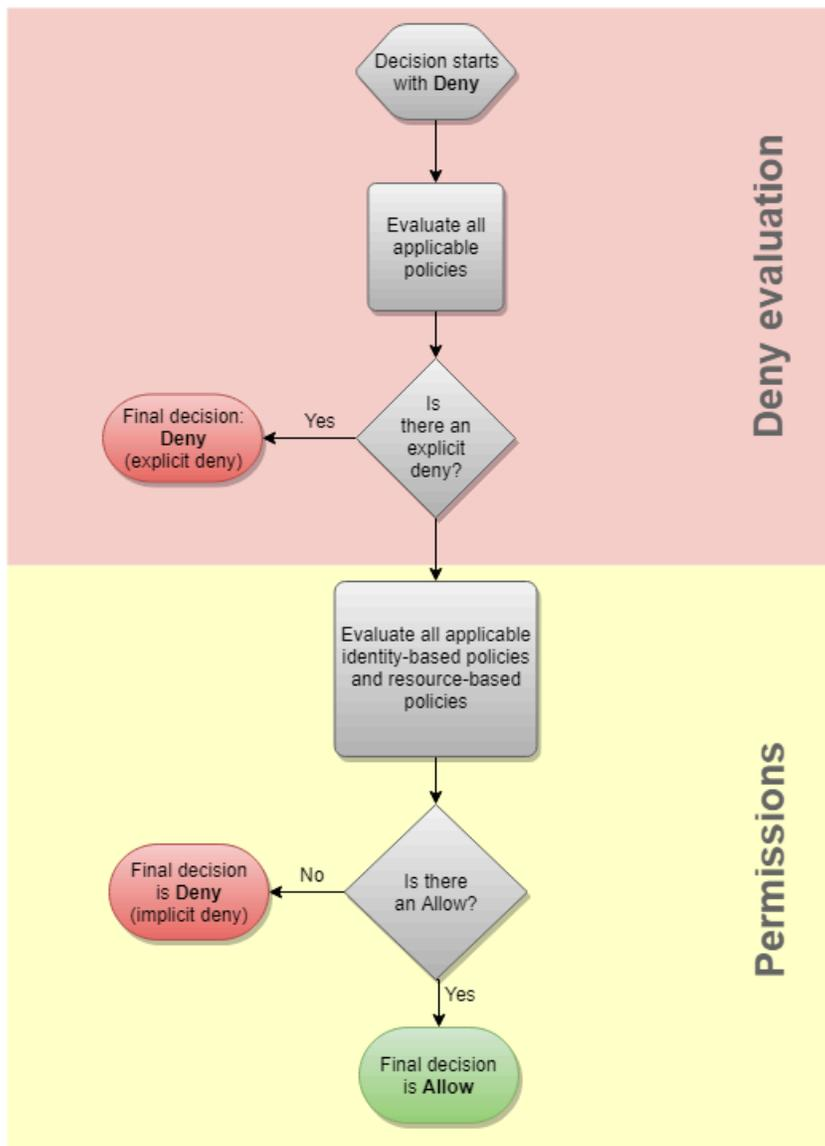 Decision starts
with Deny
Deny evaluation
Evaluate all
applicable
policies
Is
there an
explicit
deny?
Yes
Final decision:
Deny
(explicit deny)
Evaluate all applicable
identity-based policies
and resource-based
policies
Permissions
Is there
an Allow?
No
Final decision
is Deny
(implicit deny)
Yes
Final decision
is Allow